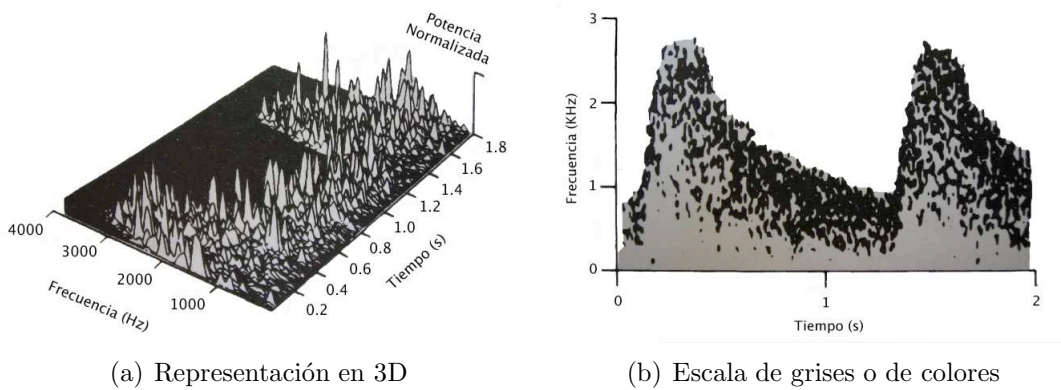 Potencia
Normalizada
4000
3000
2000
1000
Frecuencia (Hz)
0.2
0.4
0.6
0.8
1.0
1.2
1.4
1.6
1.8
Tiempo (s)
(a) Representación en 3D
3
2
1
0
Frecuencia (KHz)
0
1
2
Tiempo (s)
(b) Escala de grises o de colores